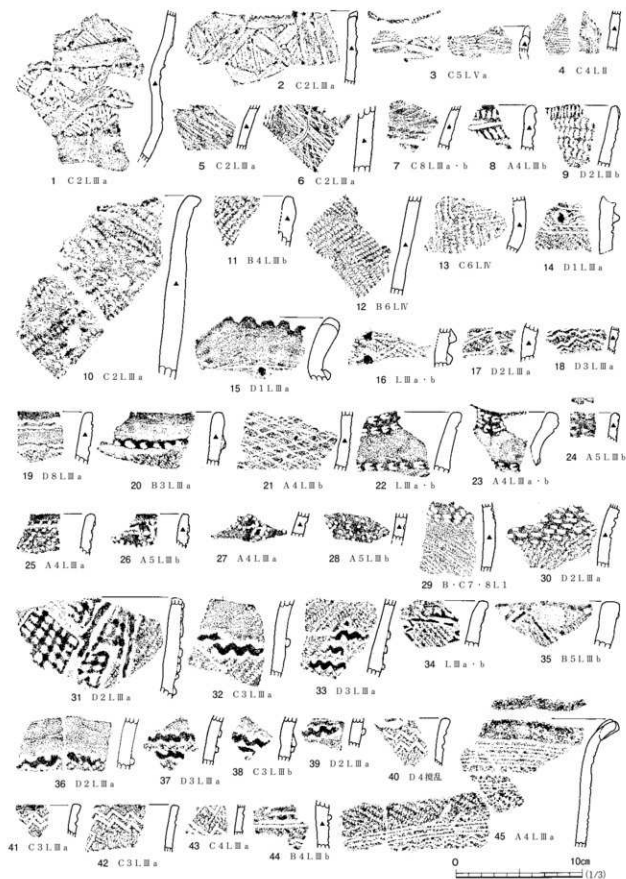 1 C2LⅢa
2 C2LⅢa
3 C5LⅤa
4 C4LⅡ
5 C2LⅢa
6 C2LⅢa
7 C8LⅢa・b
8 A4LⅢb
9 D2LⅢb
10 C2LⅢa
11 B4LⅢb
12 B6LⅣ
13 C6LⅣ
14 D1LⅢa
15 D1LⅢa
16 LⅢa・b
17 D2LⅢa
18 D3LⅢa
19 D8LⅢa
20 B3LⅢa
21 A4LⅢb
22 LⅢa・b
23 A4LⅢa・b
24 A5LⅢb
25 A4LⅢa
26 A5LⅢb
27 A4LⅢa
28 A5LⅢb
29 B・C7・8L1
30 D2LⅢa
31 D2LⅢa
32 C3LⅢa
33 D3LⅢa
34 LⅢa・b
35 B5LⅢb
36 D2LⅢa
37 D3LⅢa
38 C3LⅢb
39 D2LⅢa
40 D4攪乱
41 C3LⅢa
42 C3LⅢa
43 C4LⅢa
44 B4LⅢb
45 A4LⅢa
0 10cm
(1/3)